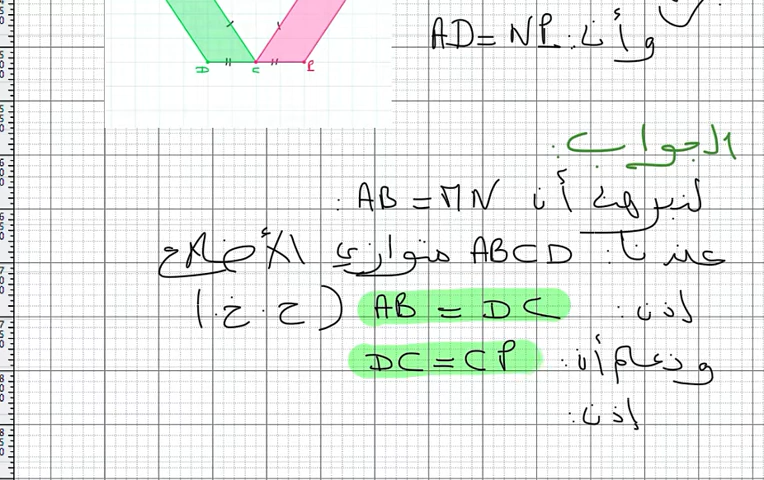 D C P
وأن: AD = NP
الجواب:
لنبرهن أن AB = MN:
عندنا: ABCD متوازي الأضلاع
إذن: AB = DC (ح.خ.أ)
ونعلم أن: DC = CP
إذن: